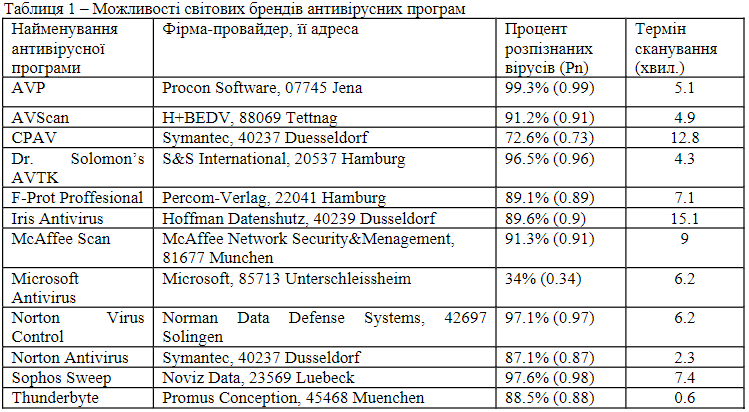 Таблиця 1 – Можливості світових брендів антивірусних програм
Найменування антивірусної програми | Фірма-провайдер, її адреса | Процент розпізнаних вірусів (Pn) | Термін сканування (хвил.)
AVP | Procon Software, 07745 Jena | 99.3% (0.99) | 5.1
AVScan | H+BEDV, 88069 Tettnag | 91.2% (0.91) | 4.9
CPAV | Symantec, 40237 Duesseldorf | 72.6% (0.73) | 12.8
Dr. Solomon’s AVTK | S&S International, 20537 Hamburg | 96.5% (0.96) | 4.3
F-Prot Proffesional | Percom-Verlag, 22041 Hamburg | 89.1% (0.89) | 7.1
Iris Antivirus | Hoffman Datenshutz, 40239 Dusseldorf | 89.6% (0.9) | 15.1
McAffee Scan | McAffee Network Security&Menagement, 81677 Munchen | 91.3% (0.91) | 9
Microsoft Antivirus | Microsoft, 85713 Unterschleissheim | 34% (0.34) | 6.2
Norton Virus Control | Norman Data Defense Systems, 42697 Solingen | 97.1% (0.97) | 6.2
Norton Antivirus | Symantec, 40237 Dusseldorf | 87.1% (0.87) | 2.3
Sophos Sweep | Noviz Data, 23569 Luebeck | 97.6% (0.98) | 7.4
Thunderbyte | Promus Conception, 45468 Muenchen | 88.5% (0.88) | 0.6